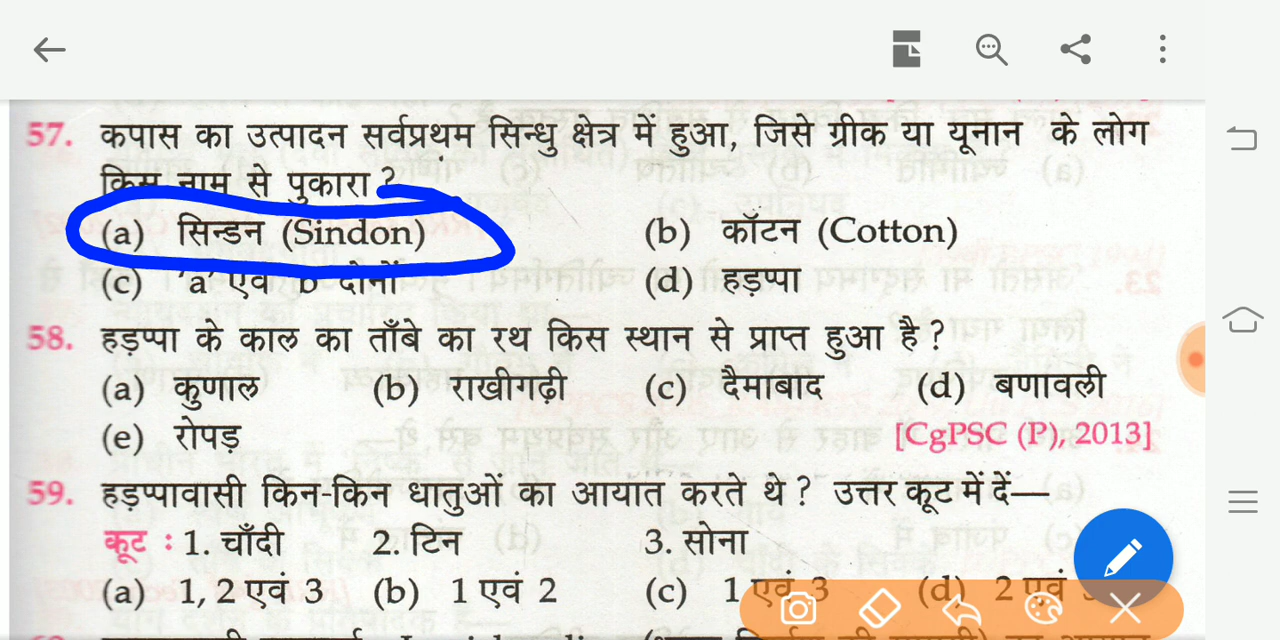 57. कपास का उत्पादन सर्वप्रथम सिन्धु क्षेत्र में हुआ, जिसे ग्रीक या यूनान के लोग
किस नाम से पुकारा ?
(a) सिन्डन (Sindon) (b) कॉटन (Cotton)
(c) 'a' एवं 'b' दोनों (d) हड़प्पा
58. हड़प्पा के काल का ताँबे का रथ किस स्थान से प्राप्त हुआ है ?
(a) कुणाल (b) राखीगढ़ी (c) दैमाबाद (d) बणावली
(e) रोपड़ [CgPSC (P), 2013]
59. हड़प्पावासी किन-किन धातुओं का आयात करते थे ? उत्तर कूट में दें—
कूट : 1. चाँदी 2. टिन 3. सोना
(a) 1, 2 एवं 3 (b) 1 एवं 2 (c) 1 एवं 3 (d) 2 एवं